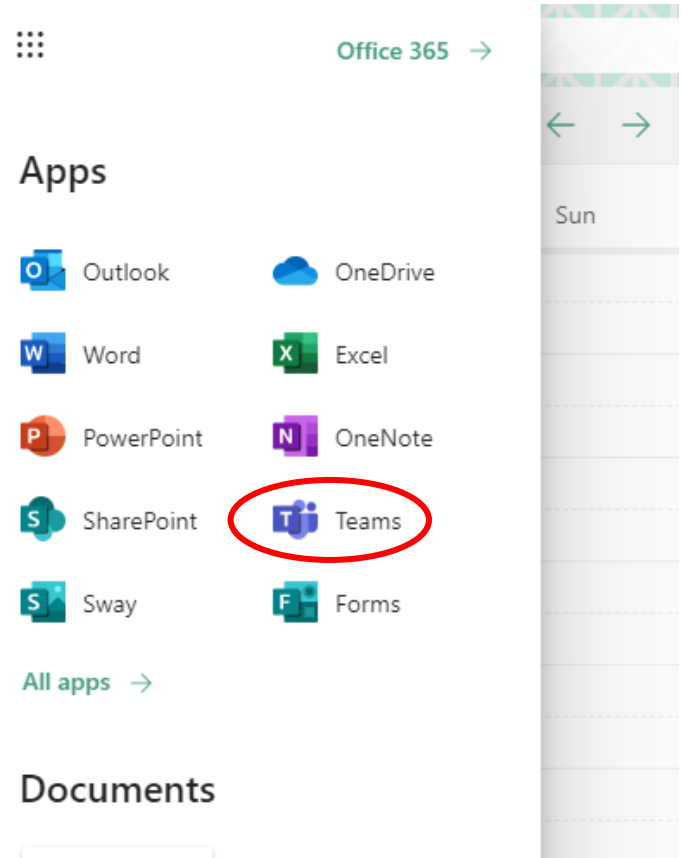 Office 365 →
← →
Apps
Sun
O Outlook OneDrive
W Word X Excel
P PowerPoint N OneNote
S SharePoint T Teams
S Sway F Forms
All apps →
Documents